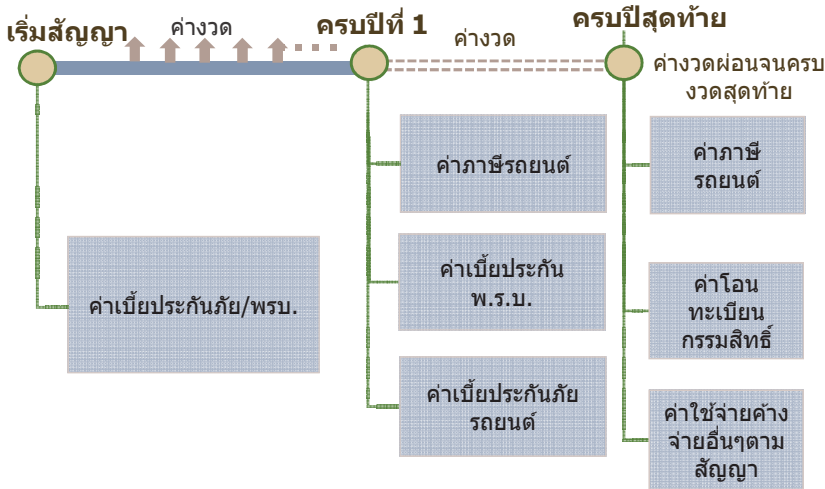 เริ่มสัญญา
ค่างวด
ครบปีที่ 1
ค่างวด
ครบปีสุดท้าย
ค่างวดผ่อนจนครบ
งวดสุดท้าย
ค่าเบี้ยประกันภัย/พรบ.
ค่าภาษีรถยนต์
ค่าเบี้ยประกัน
พ.ร.บ.
ค่าเบี้ยประกันภัย
รถยนต์
ค่าภาษี
รถยนต์
ค่าโอน
ทะเบียน
กรรมสิทธิ์
ค่าใช้จ่ายค้าง
จ่ายอื่นๆตาม
สัญญา